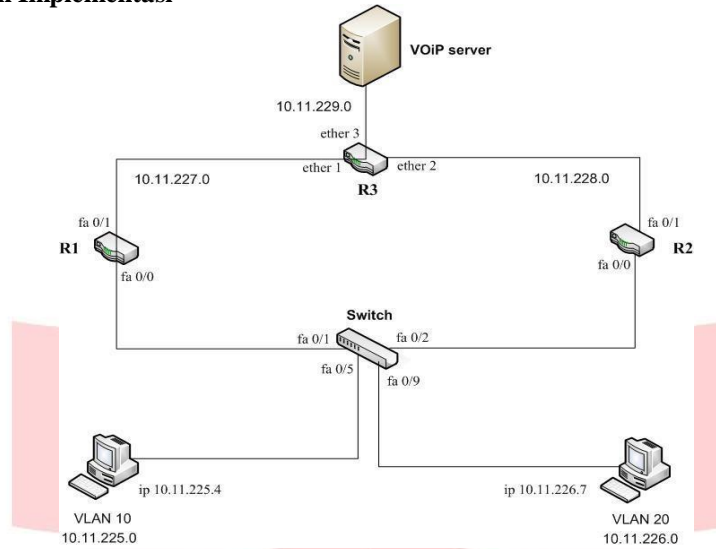 Implementasi
VOiP server
10.11.229.0
ether 3
ether 1
ether 2
R3
10.11.227.0
10.11.228.0
fa 0/1
R1
fa 0/0
fa 0/1
R2
fa 0/0
Switch
fa 0/1
fa 0/2
fa 0/5
fa 0/9
ip 10.11.225.4
ip 10.11.226.7
VLAN 10
10.11.225.0
VLAN 20
10.11.226.0